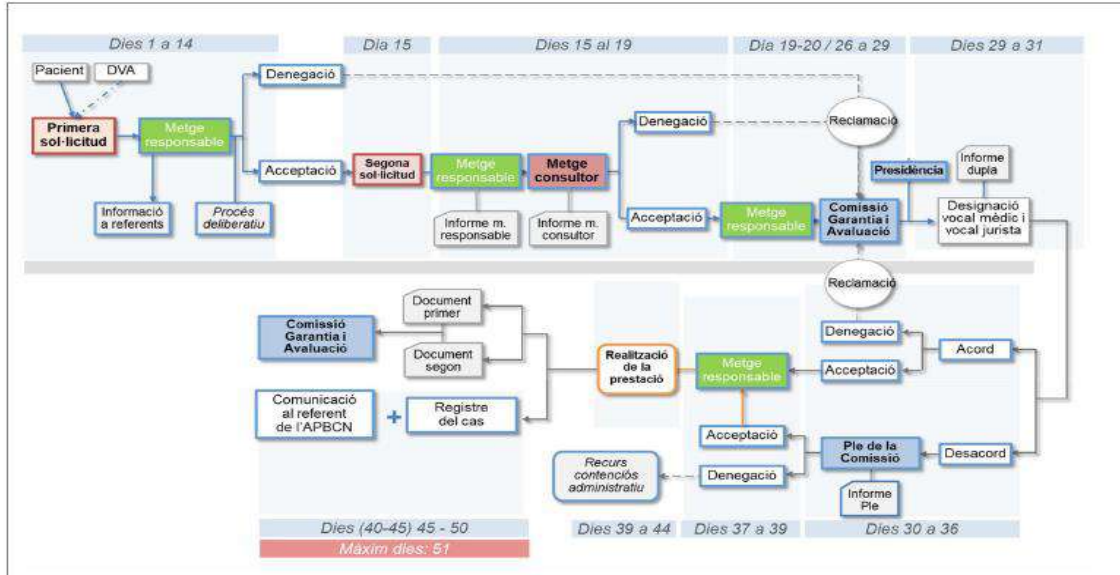 Dies 1 a 14
Dia 15
Dies 15 al 19
Dia 19-20 / 26 a 29
Dies 29 a 31
Pacient
DVA
Denegació
Primera
sol·licitud
Metge
responsable
Acceptació
Informació
a referents
Procés
deliberatiu
Segona
sol·licitud
Metge
responsable
Metge
consultor
Informe m.
responsable
Informe m.
consultor
Denegació
Acceptació
Metge
responsable
Reclamació
Presidència
Informe
dupla
Comissió
Garantia i
Avaluació
Designació
vocal mèdic i
vocal jurista
Reclamació
Denegació
Acceptació
Acord
Desacord
Ple de la
Comissió
Informe
Ple
Metge
responsable
Acceptació
Denegació
Realització
de la
prestació
Recurs
contenciós
administratiu
Document
primer
Document
segon
Comissió
Garantia i
Avaluació
Comunicació
al referent
de l'APBCN
+
Registre
del cas
Dies (40-45) 45 - 50
Màxim dies: 51
Dies 39 a 44
Dies 37 a 39
Dies 30 a 36